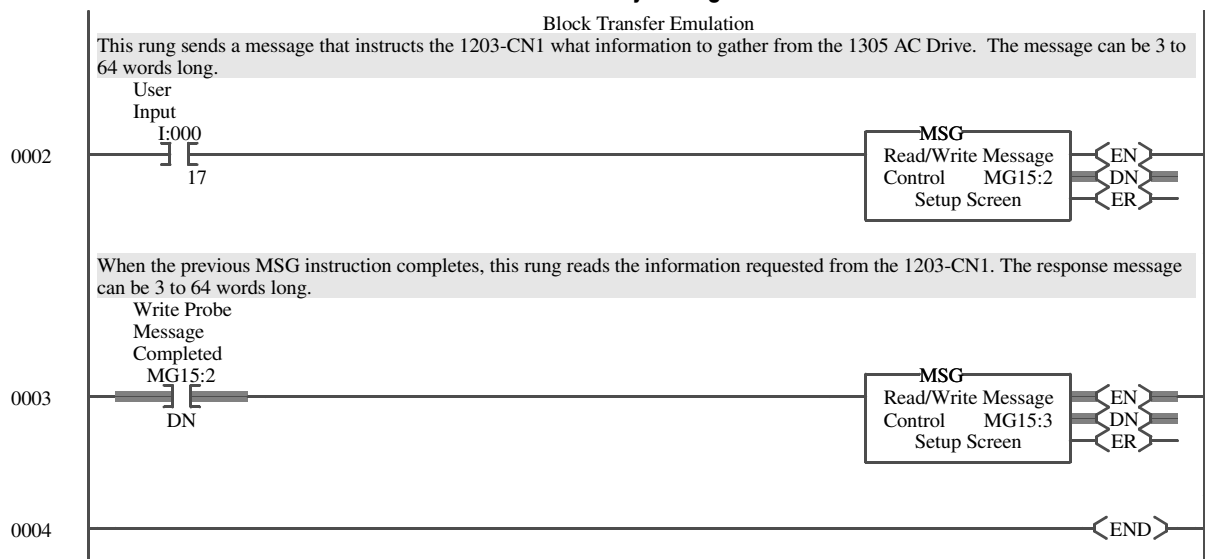 Block Transfer Emulation
This rung sends a message that instructs the 1203-CN1 what information to gather from the 1305 AC Drive.  The message can be 3 to
64 words long.
User
Input
I:000
17
0002
MSG
Read/Write Message
Control MG15:2
Setup Screen
EN
DN
ER
When the previous MSG instruction completes, this rung reads the information requested from the 1203-CN1. The response message
can be 3 to 64 words long.
Write Probe
Message
Completed
MG15:2
DN
0003
MSG
Read/Write Message
Control MG15:3
Setup Screen
EN
DN
ER
0004
END